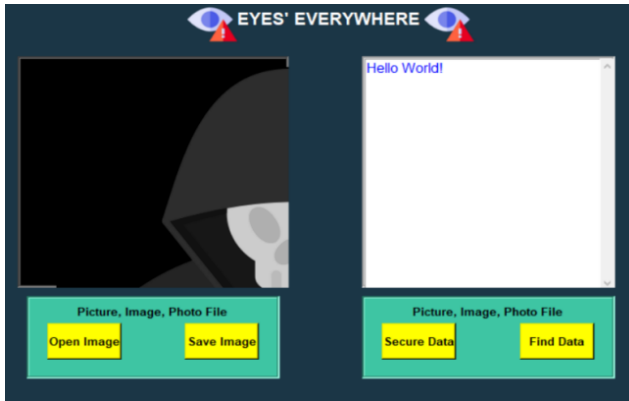 EYES' EVERYWHERE
Hello World!
Picture, Image, Photo File
Open Image
Save Image
Picture, Image, Photo File
Secure Data
Find Data